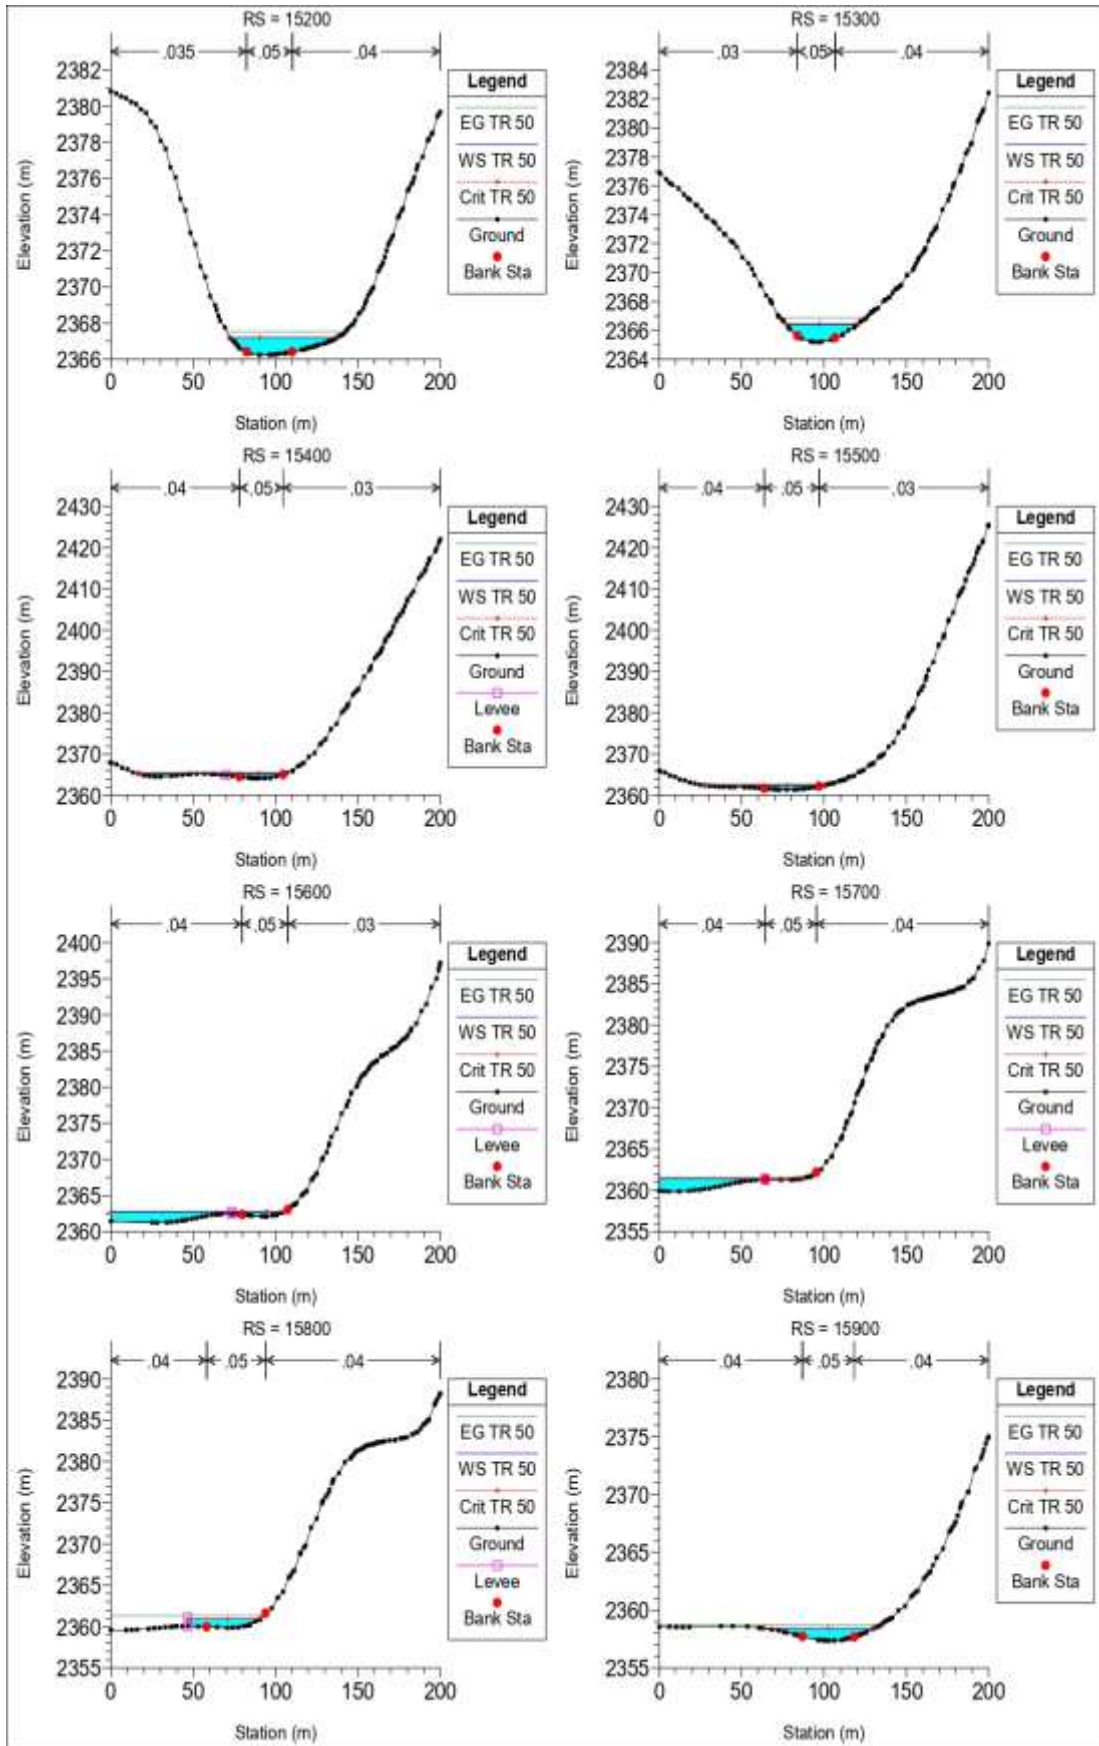 RS = 15200
.035 .05 .04
2382
2380
2378
2376
2374
2372
2370
2368
2366
0 50 100 150 200
Elevation (m)
Station (m)
Legend
EG TR 50
WS TR 50
Crit TR 50
Ground
Bank Sta
RS = 15300
.03 .05 .04
2384
2382
2380
2378
2376
2374
2372
2370
2368
2366
2364
0 50 100 150 200
Elevation (m)
Station (m)
Legend
EG TR 50
WS TR 50
Crit TR 50
Ground
Bank Sta
RS = 15400
.04 .05 .03
2430
2420
2410
2400
2390
2380
2370
2360
0 50 100 150 200
Elevation (m)
Station (m)
Legend
EG TR 50
WS TR 50
Crit TR 50
Ground
Levee
Bank Sta
RS = 15500
.04 .05 .03
2430
2420
2410
2400
2390
2380
2370
2360
0 50 100 150 200
Elevation (m)
Station (m)
Legend
EG TR 50
WS TR 50
Crit TR 50
Ground
Bank Sta
RS = 15600
.04 .05 .03
2400
2395
2390
2385
2380
2375
2370
2365
2360
0 50 100 150 200
Elevation (m)
Station (m)
Legend
EG TR 50
WS TR 50
Crit TR 50
Ground
Levee
Bank Sta
RS = 15700
.04 .05 .04
2390
2385
2380
2375
2370
2365
2360
2355
0 50 100 150 200
Elevation (m)
Station (m)
Legend
EG TR 50
WS TR 50
Crit TR 50
Ground
Levee
Bank Sta
RS = 15800
.04 .05 .04
2390
2385
2380
2375
2370
2365
2360
2355
0 50 100 150 200
Elevation (m)
Station (m)
Legend
EG TR 50
WS TR 50
Crit TR 50
Ground
Levee
Bank Sta
RS = 15900
.04 .05 .04
2380
2375
2370
2365
2360
2355
0 50 100 150 200
Elevation (m)
Station (m)
Legend
EG TR 50
WS TR 50
Crit TR 50
Ground
Bank Sta